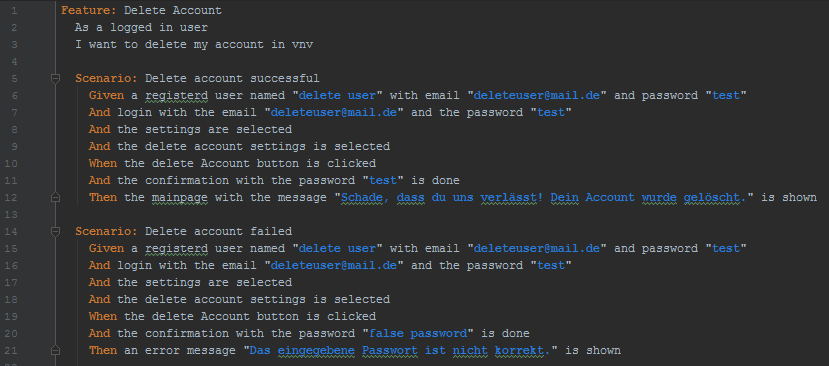 1 Feature: Delete Account
2 As a logged in user
3 I want to delete my account in vnv
4
5 Scenario: Delete account successful
6 Given a registerd user named "delete user" with email "deleteuser@mail.de" and password "test"
7 And login with the email "deleteuser@mail.de" and the password "test"
8 And the settings are selected
9 And the delete account settings is selected
10 When the delete Account button is clicked
11 And the confirmation with the password "test" is done
12 Then the mainpage with the message "Schade, dass du uns verlässt! Dein Account wurde gelöscht." is shown
13
14 Scenario: Delete account failed
15 Given a registerd user named "delete user" with email "deleteuser@mail.de" and password "test"
16 And login with the email "deleteuser@mail.de" and the password "test"
17 And the settings are selected
18 And the delete account settings is selected
19 When the delete Account button is clicked
20 And the confirmation with the password "false password" is done
21 Then an error message "Das eingegebene Passwort ist nicht korrekt." is shown